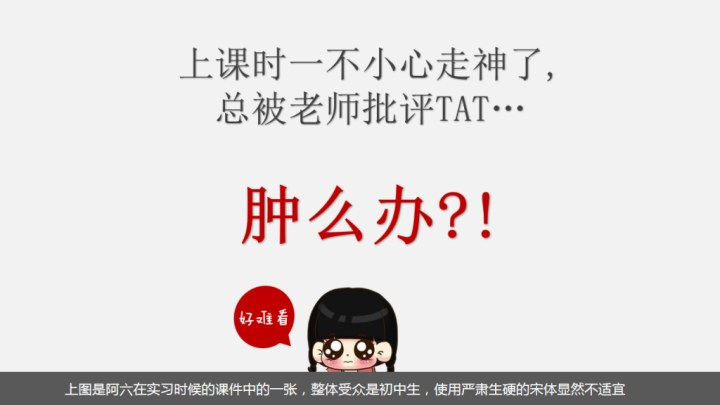 上课时一不小心走神了,
总被老师批评TAT…
肿么办?!
好难看
上图是阿六在实习时候的课件中的一张，整体受众是初中生，使用严肃生硬的宋体显然不适宜